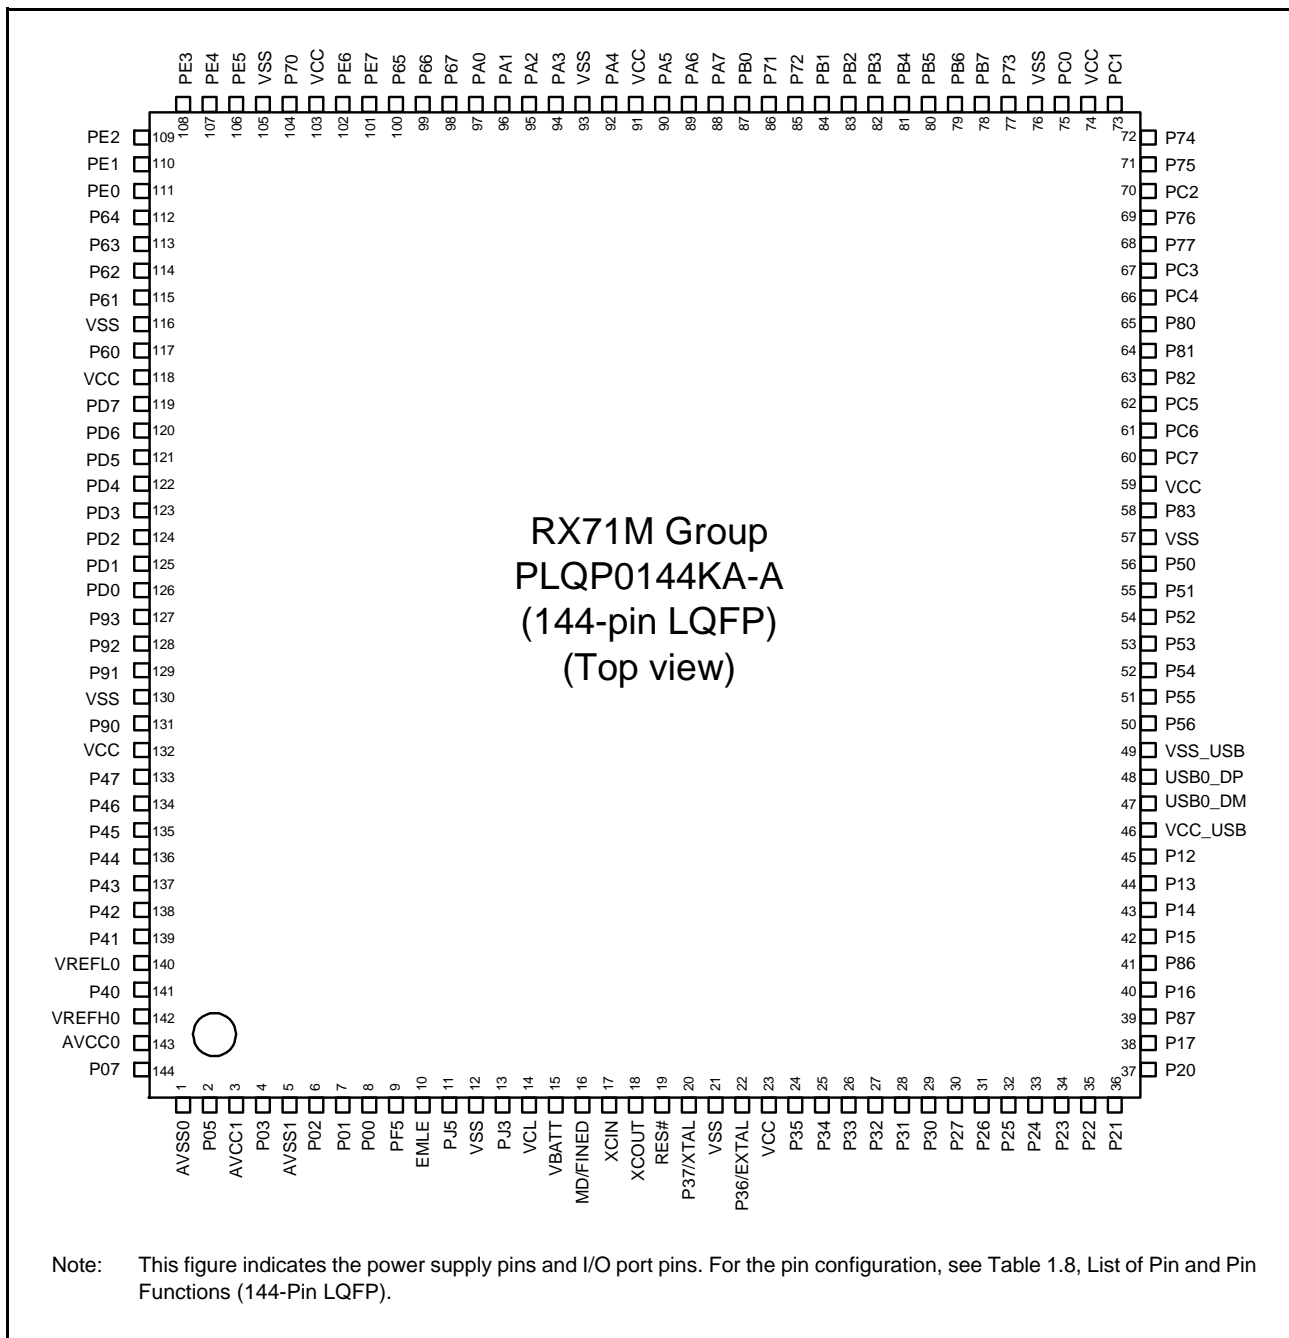 PE3 PE4 PE5 VSS P70 VCC PE6 PE7 P65 P66 P67 PA0 PA1 PA2 PA3 VSS PA4 VCC PA5 PA6 PA7 PB0 P71 P72 PB1 PB2 PB3 PB4 PB5 PB6 PB7 P73 VSS PC0 VCC PC1
108 107 106 105 104 103 102 101 100 99 98 97 96 95 94 93 92 91 90 89 88 87 86 85 84 83 82 81 80 79 78 77 76 75 74 73
PE2 109 72 P74
PE1 110 71 P75
PE0 111 70 PC2
P64 112 69 P76
P63 113 68 P77
P62 114 67 PC3
P61 115 66 PC4
VSS 116 65 P80
P60 117 64 P81
VCC 118 63 P82
PD7 119 62 PC5
PD6 120 61 PC6
PD5 121 60 PC7
PD4 122 59 VCC
PD3 123 58 P83
PD2 124 57 VSS
PD1 125 56 P50
PD0 126 55 P51
P93 127 54 P52
P92 128 53 P53
P91 129 52 P54
VSS 130 51 P55
P90 131 50 P56
VCC 132 49 VSS_USB
P47 133 48 USB0_DP
P46 134 47 USB0_DM
P45 135 46 VCC_USB
P44 136 45 P12
P43 137 44 P13
P42 138 43 P14
P41 139 42 P15
VREFL0 140 41 P86
P40 141 40 P16
VREFH0 142 39 P87
AVCC0 143 38 P17
P07 144 37 P20
RX71M Group
PLQP0144KA-A
(144-pin LQFP)
(Top view)
1 2 3 4 5 6 7 8 9 10 11 12 13 14 15 16 17 18 19 20 21 22 23 24 25 26 27 28 29 30 31 32 33 34 35 36
AVSS0 P05 AVCC1 P03 AVSS1 P02 P01 P00 PF5 EMLE PJ5 VSS PJ3 VCL VBATT MD/FINED XCIN XCOUT RES# P37/XTAL VSS P36/EXTAL VCC P35 P34 P33 P32 P31 P30 P27 P26 P25 P24 P23 P22 P21
Note: This figure indicates the power supply pins and I/O port pins. For the pin configuration, see Table 1.8, List of Pin and Pin
Functions (144-Pin LQFP).